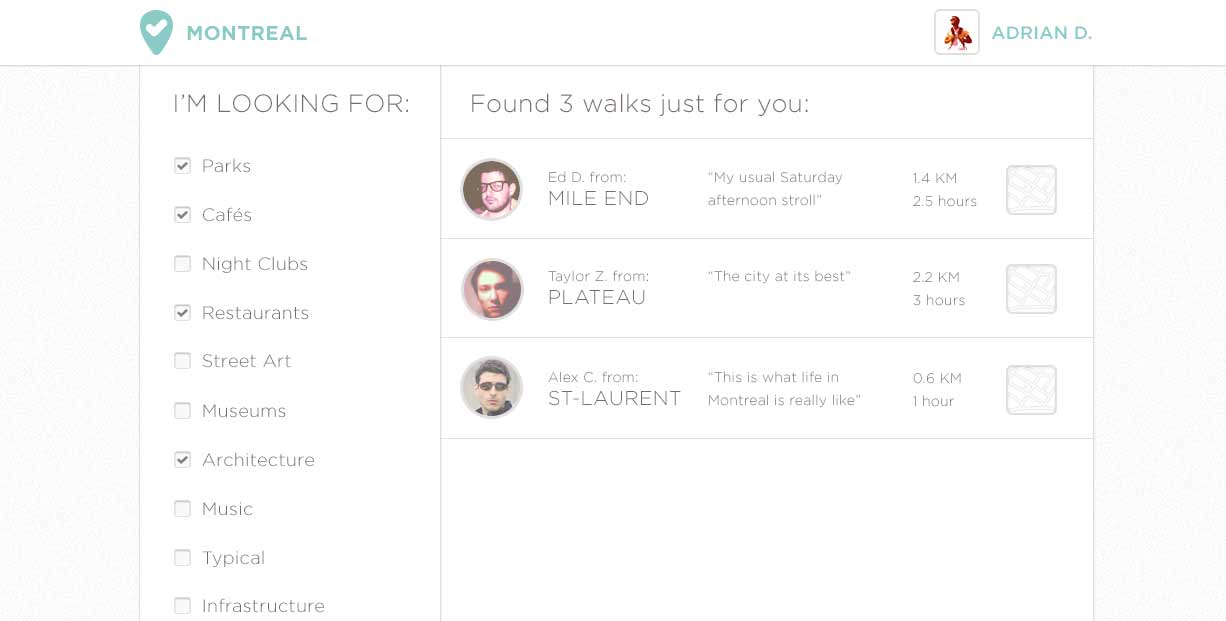 MONTREAL
ADRIAN D.
I’M LOOKING FOR:
Parks
Cafés
Night Clubs
Restaurants
Street Art
Museums
Architecture
Music
Typical
Infrastructure
Found 3 walks just for you:
Ed D. from:
MILE END
“My usual Saturday
afternoon stroll”
1.4 KM
2.5 hours
Taylor Z. from:
PLATEAU
“The city at its best”
2.2 KM
3 hours
Alex C. from:
ST-LAURENT
“This is what life in
Montreal is really like”
0.6 KM
1 hour